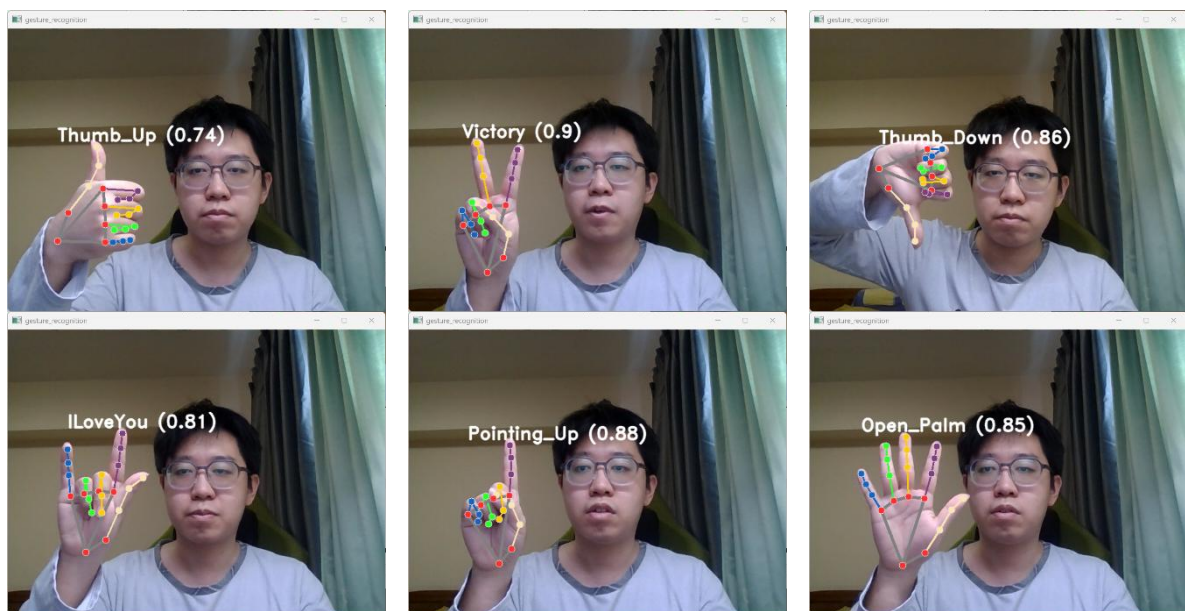 gesture_recognition
gesture_recognition
gesture_recognition
Thumb_Up (0.74)
Victory (0.9)
Thumb_Down (0.86)
gesture_recognition
gesture_recognition
gesture_recognition
ILoveYou (0.81)
Pointing_Up (0.88)
Open_Palm (0.85)